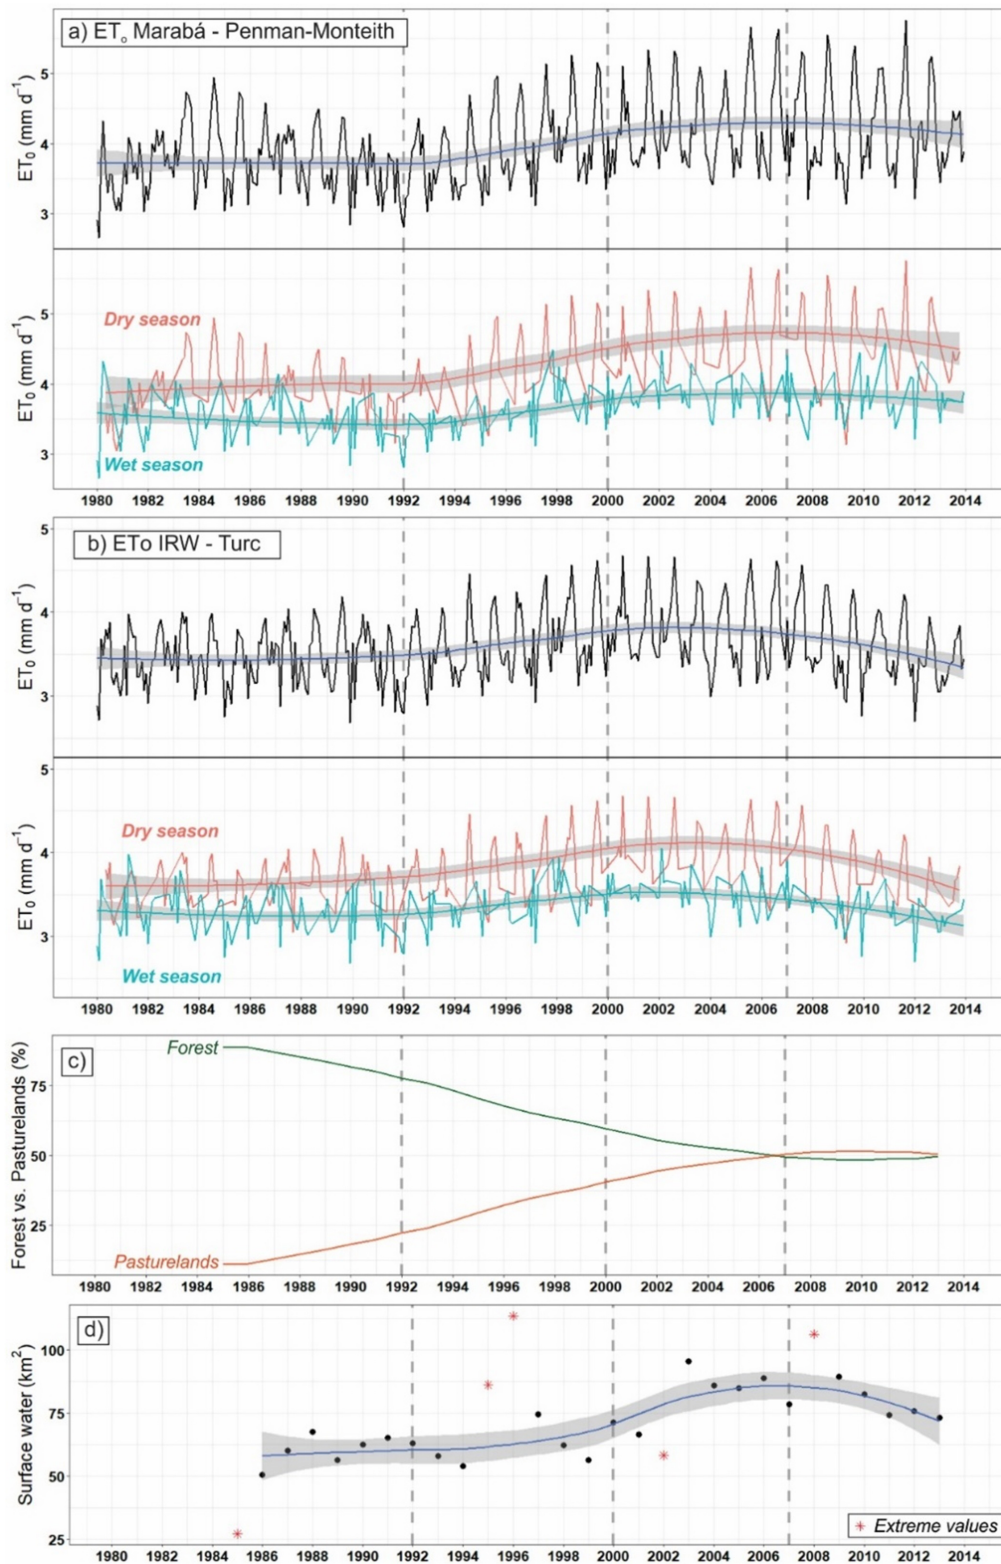 a) ETₒ Marabá - Penman-Monteith
ET₀ (mm d⁻¹)
5
4
3
Dry season
Wet season
ET₀ (mm d⁻¹)
5
4
3
1980 1982 1984 1986 1988 1990 1992 1994 1996 1998 2000 2002 2004 2006 2008 2010 2012 2014
b) ETo IRW - Turc
ET₀ (mm d⁻¹)
5
4
3
Dry season
Wet season
ET₀ (mm d⁻¹)
5
4
3
1980 1982 1984 1986 1988 1990 1992 1994 1996 1998 2000 2002 2004 2006 2008 2010 2012 2014
c)
Forest
Pasturelands
Forest vs. Pasturelands (%)
75
50
25
1980 1982 1984 1986 1988 1990 1992 1994 1996 1998 2000 2002 2004 2006 2008 2010 2012 2014
d)
Surface water (km²)
100
75
50
25
* Extreme values
1980 1982 1984 1986 1988 1990 1992 1994 1996 1998 2000 2002 2004 2006 2008 2010 2012